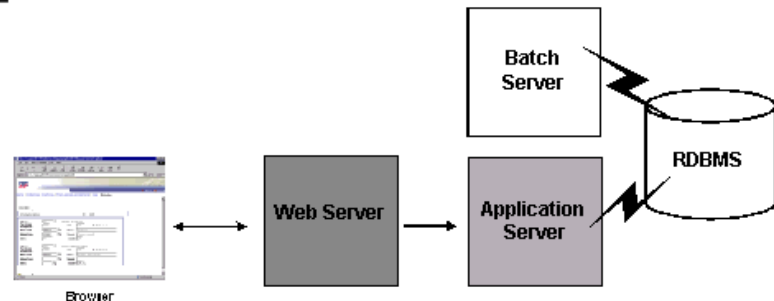 Batch
Server
RDBMS
Web Server
Application
Server
Browser